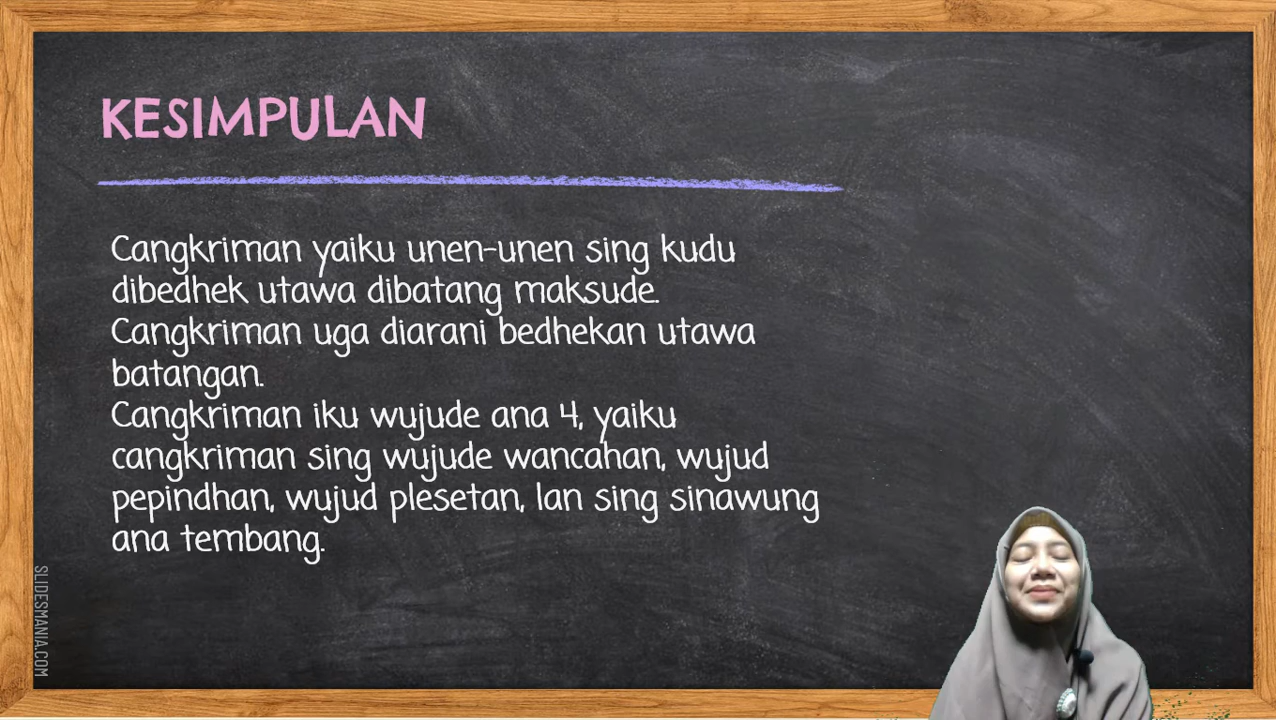 KESIMPULAN
Cangkriman yaiku unen-unen sing kudu
dibedhek utawa dibatang maksude.
Cangkriman uga diarani bedhekan utawa
batangan.
Cangkriman iku wujude ana 4, yaiku
cangkriman sing wujude wancahan, wujud
pepindhan, wujud plesetan, lan sing sinawung
ana tembang.
SLIDESMANIA.COM